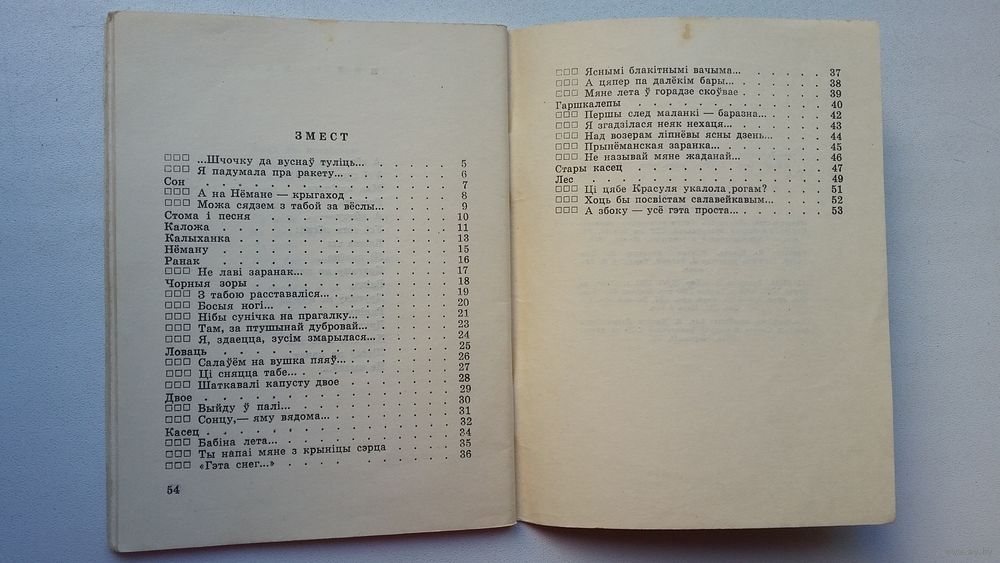 ЗМЕСТ
□□□ ...Шчочку да вуснаў туліць... . . . . . 5
□□□ Я падумала пра ракету... . . . . . . 6
Сон . . . . . . . . . . . . 7
□□□ А на Нёмане — крыгаход . . . . . . 8
□□□ Можа сядзем з табой за вёслы... . . . . 9
Стома і песня . . . . . . . . . . 10
Каложа . . . . . . . . . . . . 11
Калыханка . . . . . . . . . . . 13
Нёману . . . . . . . . . . . . 15
Ранак . . . . . . . . . . . . 16
□□□ Не лаві заранак... . . . . . . . . 17
Чорныя зоры . . . . . . . . . . 18
□□□ З табою расставаліся... . . . . . . 19
□□□ Босыя ногі... . . . . . . . . . 20
□□□ Нібы сунічка на прагалку... . . . . . 21
□□□ Там, за птушынай дубровай... . . . . . 23
□□□ Я, здаецца, зусім змарылася... . . . . . 24
Ловаць . . . . . . . . . . . . 25
□□□ Салаўём на вушка пяяў... . . . . . . 26
□□□ Ці сняцца табе... . . . . . . . . 27
□□□ Шаткавалі капусту двое . . . . . . 28
Двое . . . . . . . . . . . . 29
□□□ Выйду ў палі... . . . . . . . . . 30
□□□ Сонцу,— яму вядома... . . . . . . . 31
Касец . . . . . . . . . . . . 32
□□□ Бабіна лета... . . . . . . . . . 34
□□□ Ты напаі мяне з крыніцы сэрца . . . . 35
□□□ «Гэта снег...» . . . . . . . . . 36
54
□□□ Яснымі блакітнымі вачыма... . . . . . 37
□□□ А цяпер па далёкім бары... . . . . . 38
□□□ Мяне лета ў горадзе скоўвае . . . . . 39
Гаршкалепы . . . . . . . . . . 40
□□□ Першы след маланкі — баразна... . . . . 42
□□□ Я згадзілася неяк нехаця... . . . . . 43
□□□ Над возерам ліпнёвы ясны дзень... . . . 44
□□□ Прынёманская заранка... . . . . . . 45
□□□ Не называй мяне жаданай... . . . . . 46
Стары касец . . . . . . . . . . 47
Лес . . . . . . . . . . . . . 49
□□□ Ці цябе Красуля укалола рогам? . . . . 51
□□□ Хоць бы посвістам салавейкавым... . . . 52
□□□ А збоку — усё гэта проста... . . . . . 53
www.ay.by